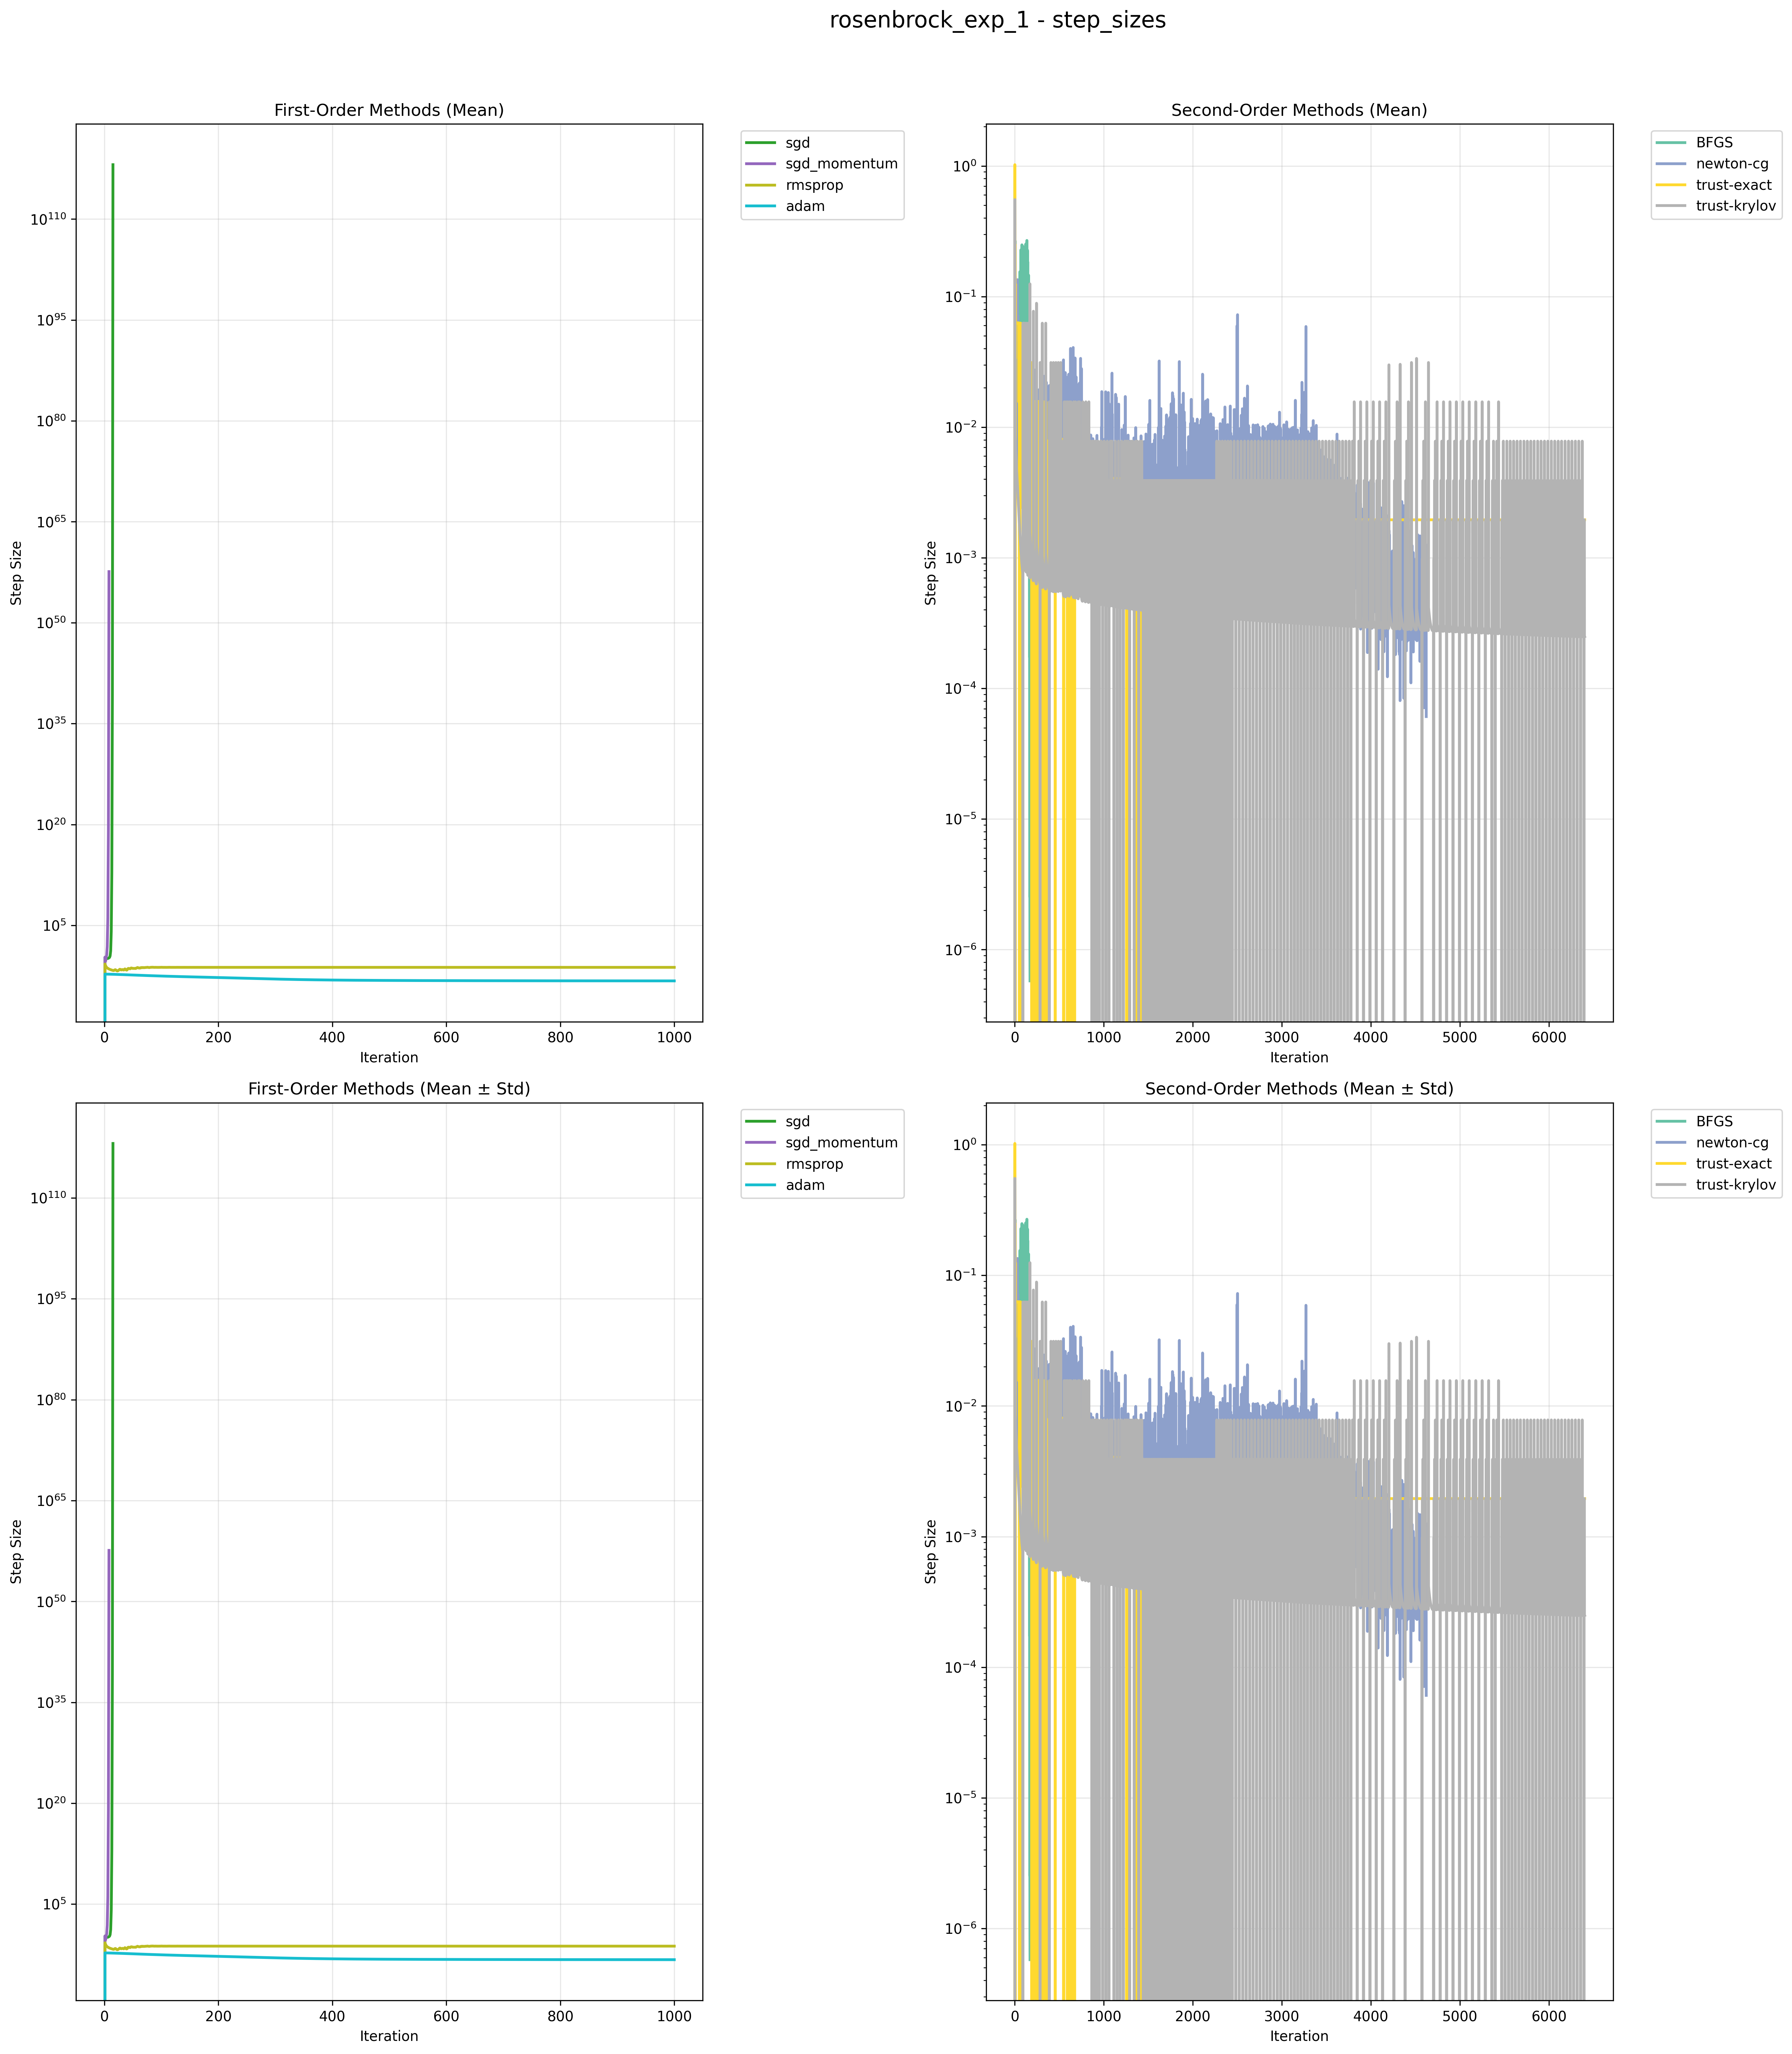 rosenbrock_exp_1 - step_sizes
First-Order Methods (Mean)
Step Size
10^110
10^95
10^80
10^65
10^50
10^35
10^20
10^5
0 200 400 600 800 1000
Iteration
sgd
sgd_momentum
rmsprop
adam
Second-Order Methods (Mean)
Step Size
10^0
10^-1
10^-2
10^-3
10^-4
10^-5
10^-6
0 1000 2000 3000 4000 5000 6000
Iteration
BFGS
newton-cg
trust-exact
trust-krylov
First-Order Methods (Mean ± Std)
Step Size
10^110
10^95
10^80
10^65
10^50
10^35
10^20
10^5
0 200 400 600 800 1000
Iteration
sgd
sgd_momentum
rmsprop
adam
Second-Order Methods (Mean ± Std)
Step Size
10^0
10^-1
10^-2
10^-3
10^-4
10^-5
10^-6
0 1000 2000 3000 4000 5000 6000
Iteration
BFGS
newton-cg
trust-exact
trust-krylov